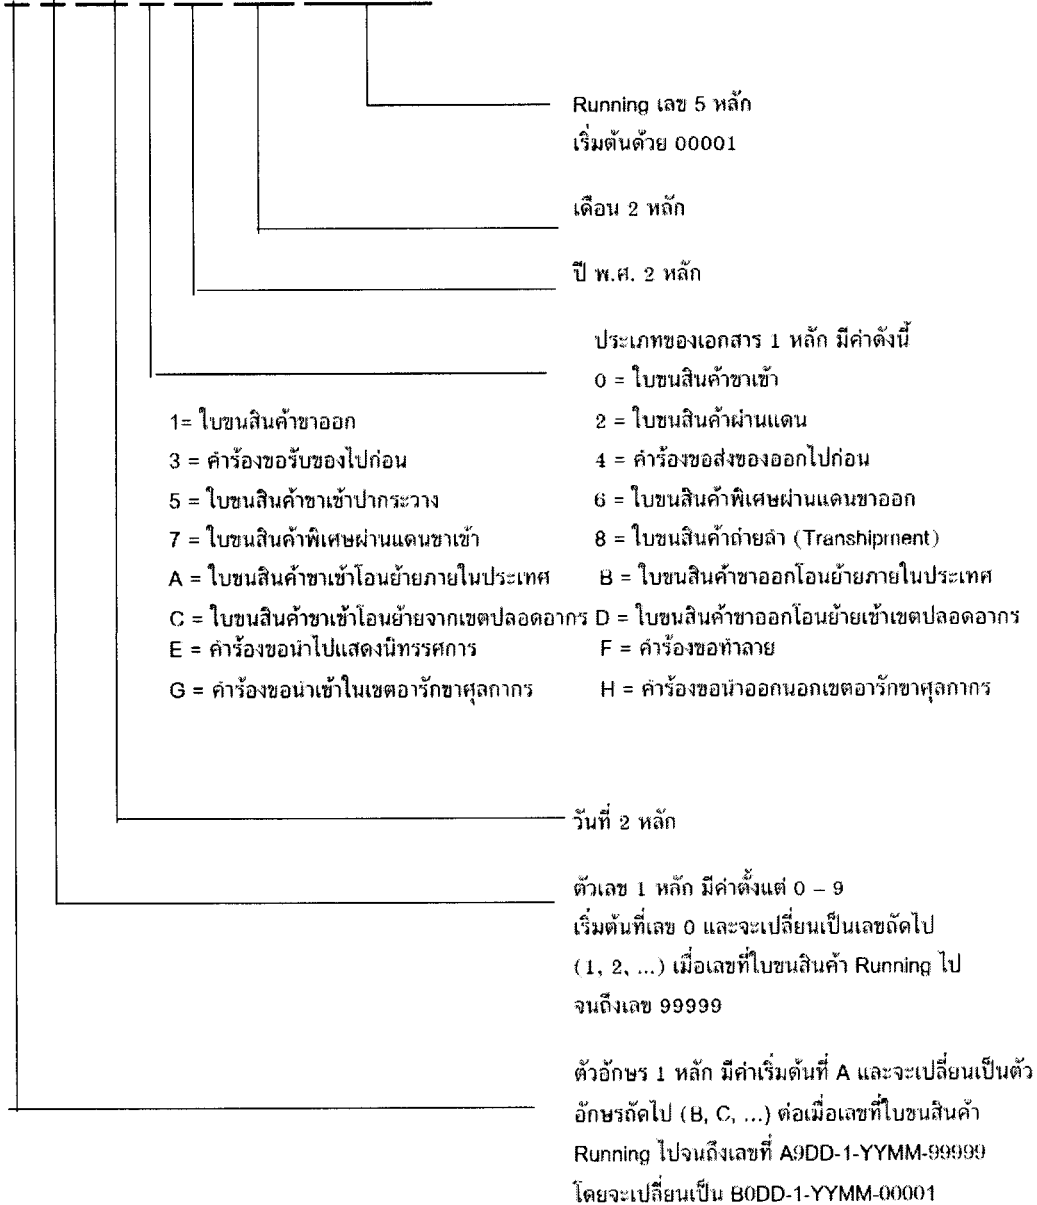 Running เลข 5 หลัก
เริ่มต้นด้วย 00001
เดือน 2 หลัก
ปี พ.ศ. 2 หลัก
ประเภทของเอกสาร 1 หลัก มีค่าดังนี้
0 = ใบขนสินค้าขาเข้า
1= ใบขนสินค้าขาออก 2 = ใบขนสินค้าผ่านแดน
3 = คำร้องขอรับของไปก่อน 4 = คำร้องขอส่งของออกไปก่อน
5 = ใบขนสินค้าขาเข้าปากระวาง 6 = ใบขนสินค้าพิเศษผ่านแดนขาออก
7 = ใบขนสินค้าพิเศษผ่านแดนขาเข้า 8 = ใบขนสินค้าถ่ายลำ (Transhipment)
A = ใบขนสินค้าขาเข้าโอนย้ายภายในประเทศ B = ใบขนสินค้าขาออกโอนย้ายภายในประเทศ
C = ใบขนสินค้าขาเข้าโอนย้ายจากเขตปลอดอากร D = ใบขนสินค้าขาออกโอนย้ายเข้าเขตปลอดอากร
E = คำร้องขอนำไปแสดงนิทรรศการ F = คำร้องขอทำลาย
G = คำร้องขอนำเข้าในเขตอารักขาศุลกากร H = คำร้องขอนำออกนอกเขตอารักขาศุลกากร
วันที่ 2 หลัก
ตัวเลข 1 หลัก มีค่าตั้งแต่ 0 – 9
เริ่มต้นที่เลข 0 และจะเปลี่ยนเป็นเลขถัดไป
(1, 2, ...) เมื่อเลขที่ใบขนสินค้า Running ไป
จนถึงเลข 99999
ตัวอักษร 1 หลัก มีค่าเริ่มต้นที่ A และจะเปลี่ยนเป็นตัว
อักษรถัดไป (B, C, ...) ต่อเมื่อเลขที่ใบขนสินค้า
Running ไปจนถึงเลขที่ A9DD-1-YYMM-99999
โดยจะเปลี่ยนเป็น B0DD-1-YYMM-00001